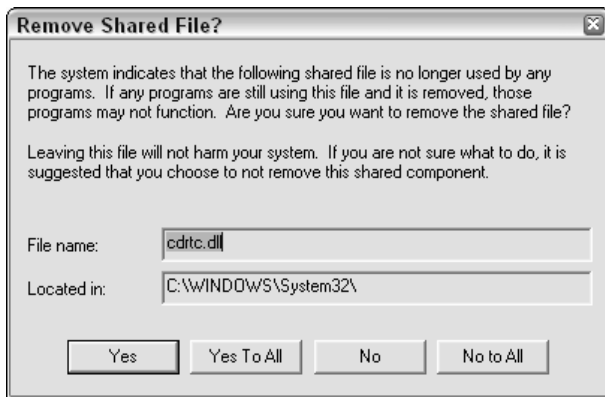 Remove Shared File?
The system indicates that the following shared file is no longer used by any
programs. If any programs are still using this file and it is removed, those
programs may not function. Are you sure you want to remove the shared file?
Leaving this file will not harm your system. If you are not sure what to do, it is
suggested that you choose to not remove this shared component.
File name: cdrtc.dll
Located in: C:\WINDOWS\System32\
Yes Yes To All No No to All